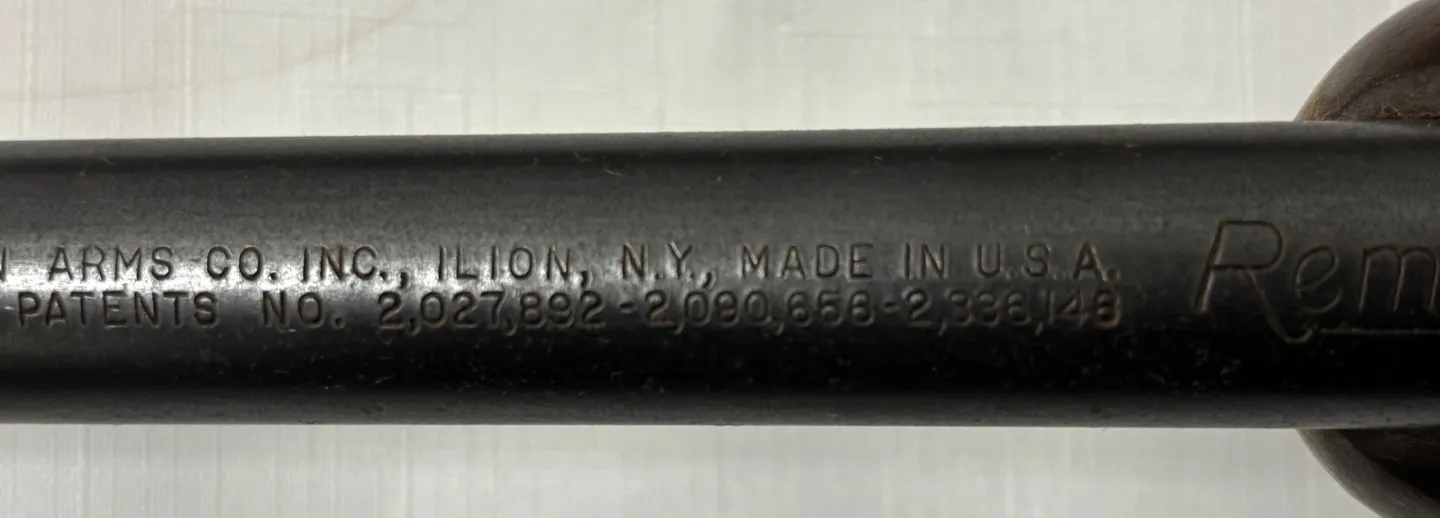 N ARMS CO. INC., ILION, N.Y., MADE IN U.S.A.
PATENTS NO. 2,027,892-2,090,656-2,336,146
Rem